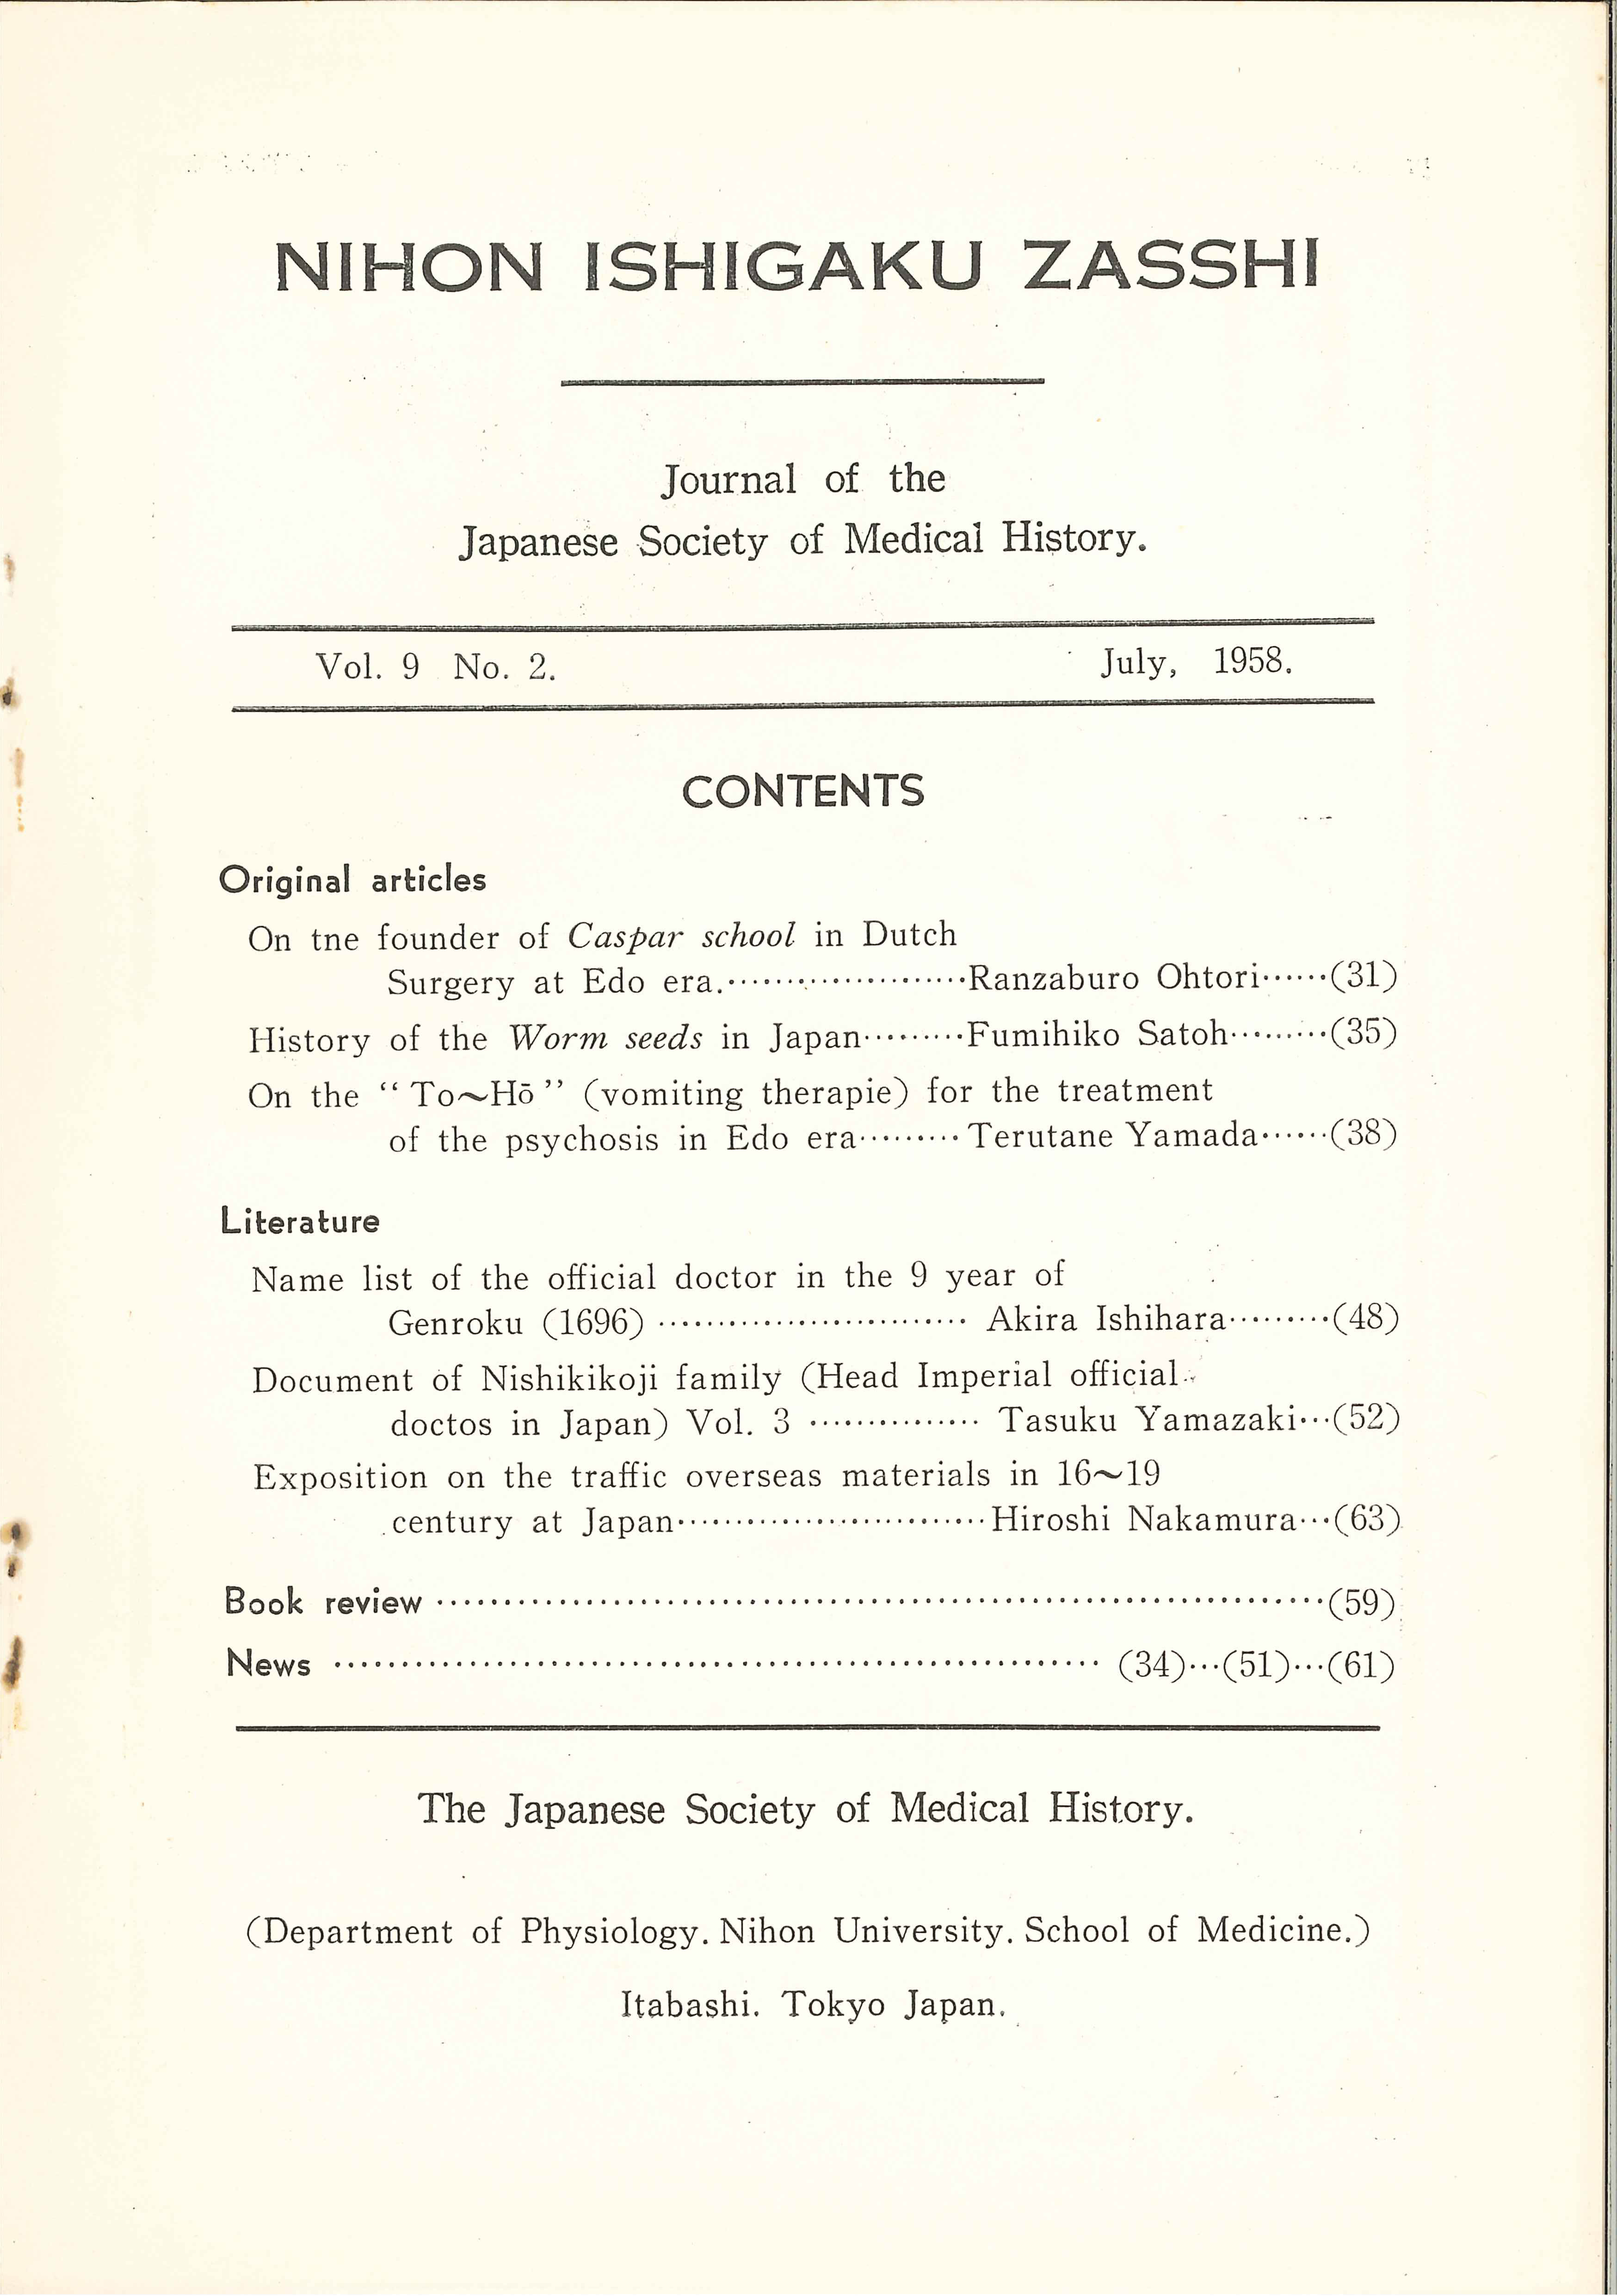 NIHON ISHIGAKU ZASSHI
Journal of the
Japanese Society of Medical History.
Vol. 9 No. 2. July, 1958.
CONTENTS
Original articles
On tne founder of Caspar school in Dutch
Surgery at Edo era.························Ranzaburo Ohtori······(31)
History of the Worm seeds in Japan·········Fumihiko Satoh·········(35)
On the “To～Hō” (vomiting therapie) for the treatment
of the psychosis in Edo era·········Terutane Yamada······(38)
Literature
Name list of the official doctor in the 9 year of
Genroku (1696) ··························· Akira Ishihara·········(48)
Document of Nishikikoji family (Head Imperial official
doctos in Japan) Vol. 3 ··············· Tasuku Yamazaki···(52)
Exposition on the traffic overseas materials in 16～19
century at Japan···························Hiroshi Nakamura···(63)
Book review ··············································································(59)
News ································································ (34)···(51)···(61)
The Japanese Society of Medical History.
(Department of Physiology. Nihon University. School of Medicine.)
Itabashi. Tokyo Japan.